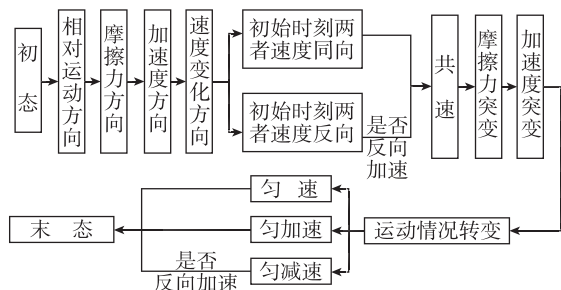 初态
相对运动方向
摩擦力方向
加速度方向
速度变化方向
初始时刻两
者速度同向
初始时刻两
者速度反向
是否
反向
加速
共速
摩擦力突变
加速度突变
运动情况转变
匀 速
匀加速
匀减速
是否
反向加速
末 态